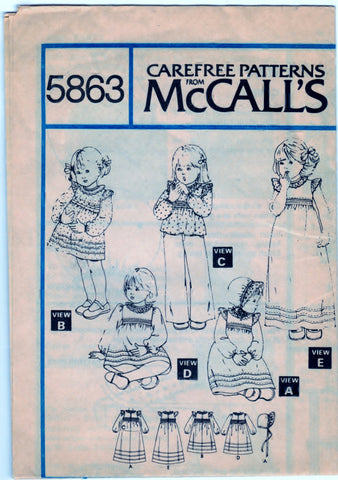 5863
CAREFREE PATTERNS
FROM
McCALL'S
VIEW
C
VIEW
B
VIEW
D
VIEW
A
VIEW
E
A
E
B
D
A